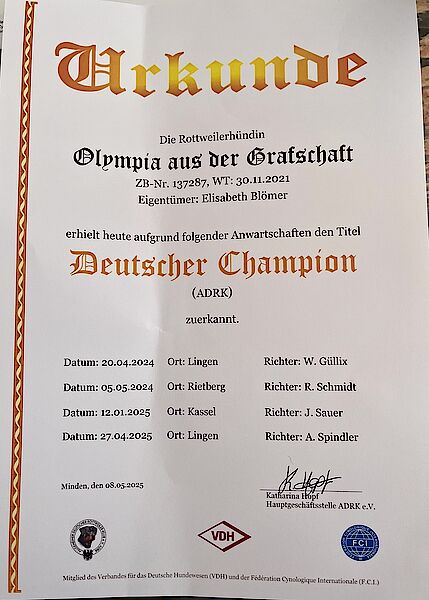 Urkunde
Die Rottweilerhündin
Olympia aus der Grafschaft
ZB-Nr. 137287, WT: 30.11.2021
Eigentümer: Elisabeth Blömer
erhielt heute aufgrund folgender Anwartschaften den Titel
Deutscher Champion
(ADRK)
zuerkannt.
Datum: 20.04.2024 Ort: Lingen Richter: W. Güllix
Datum: 05.05.2024 Ort: Rietberg Richter: R. Schmidt
Datum: 12.01.2025 Ort: Kassel Richter: J. Sauer
Datum: 27.04.2025 Ort: Lingen Richter: A. Spindler
Minden, den 08.05.2025
Katharina Hüpf
Hauptgeschäftsstelle ADRK e.V.
VDH
FCI
Mitglied des Verbandes für das Deutsche Hundewesen (VDH) und der Fédération Cynologique Internationale (F.C.I.)